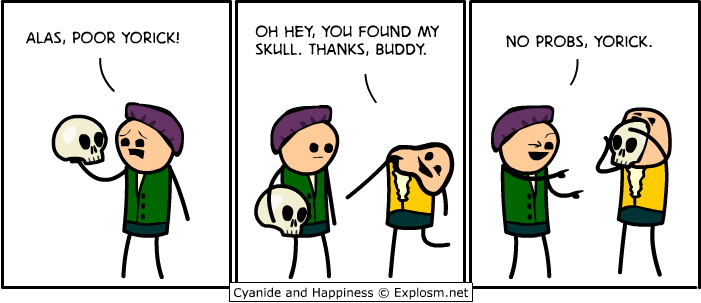 ALAS, POOR YORICK!
OH HEY, YOU FOUND MY
SKULL. THANKS, BUDDY.
NO PROBS, YORICK.
Cyanide and Happiness © Explosm.net